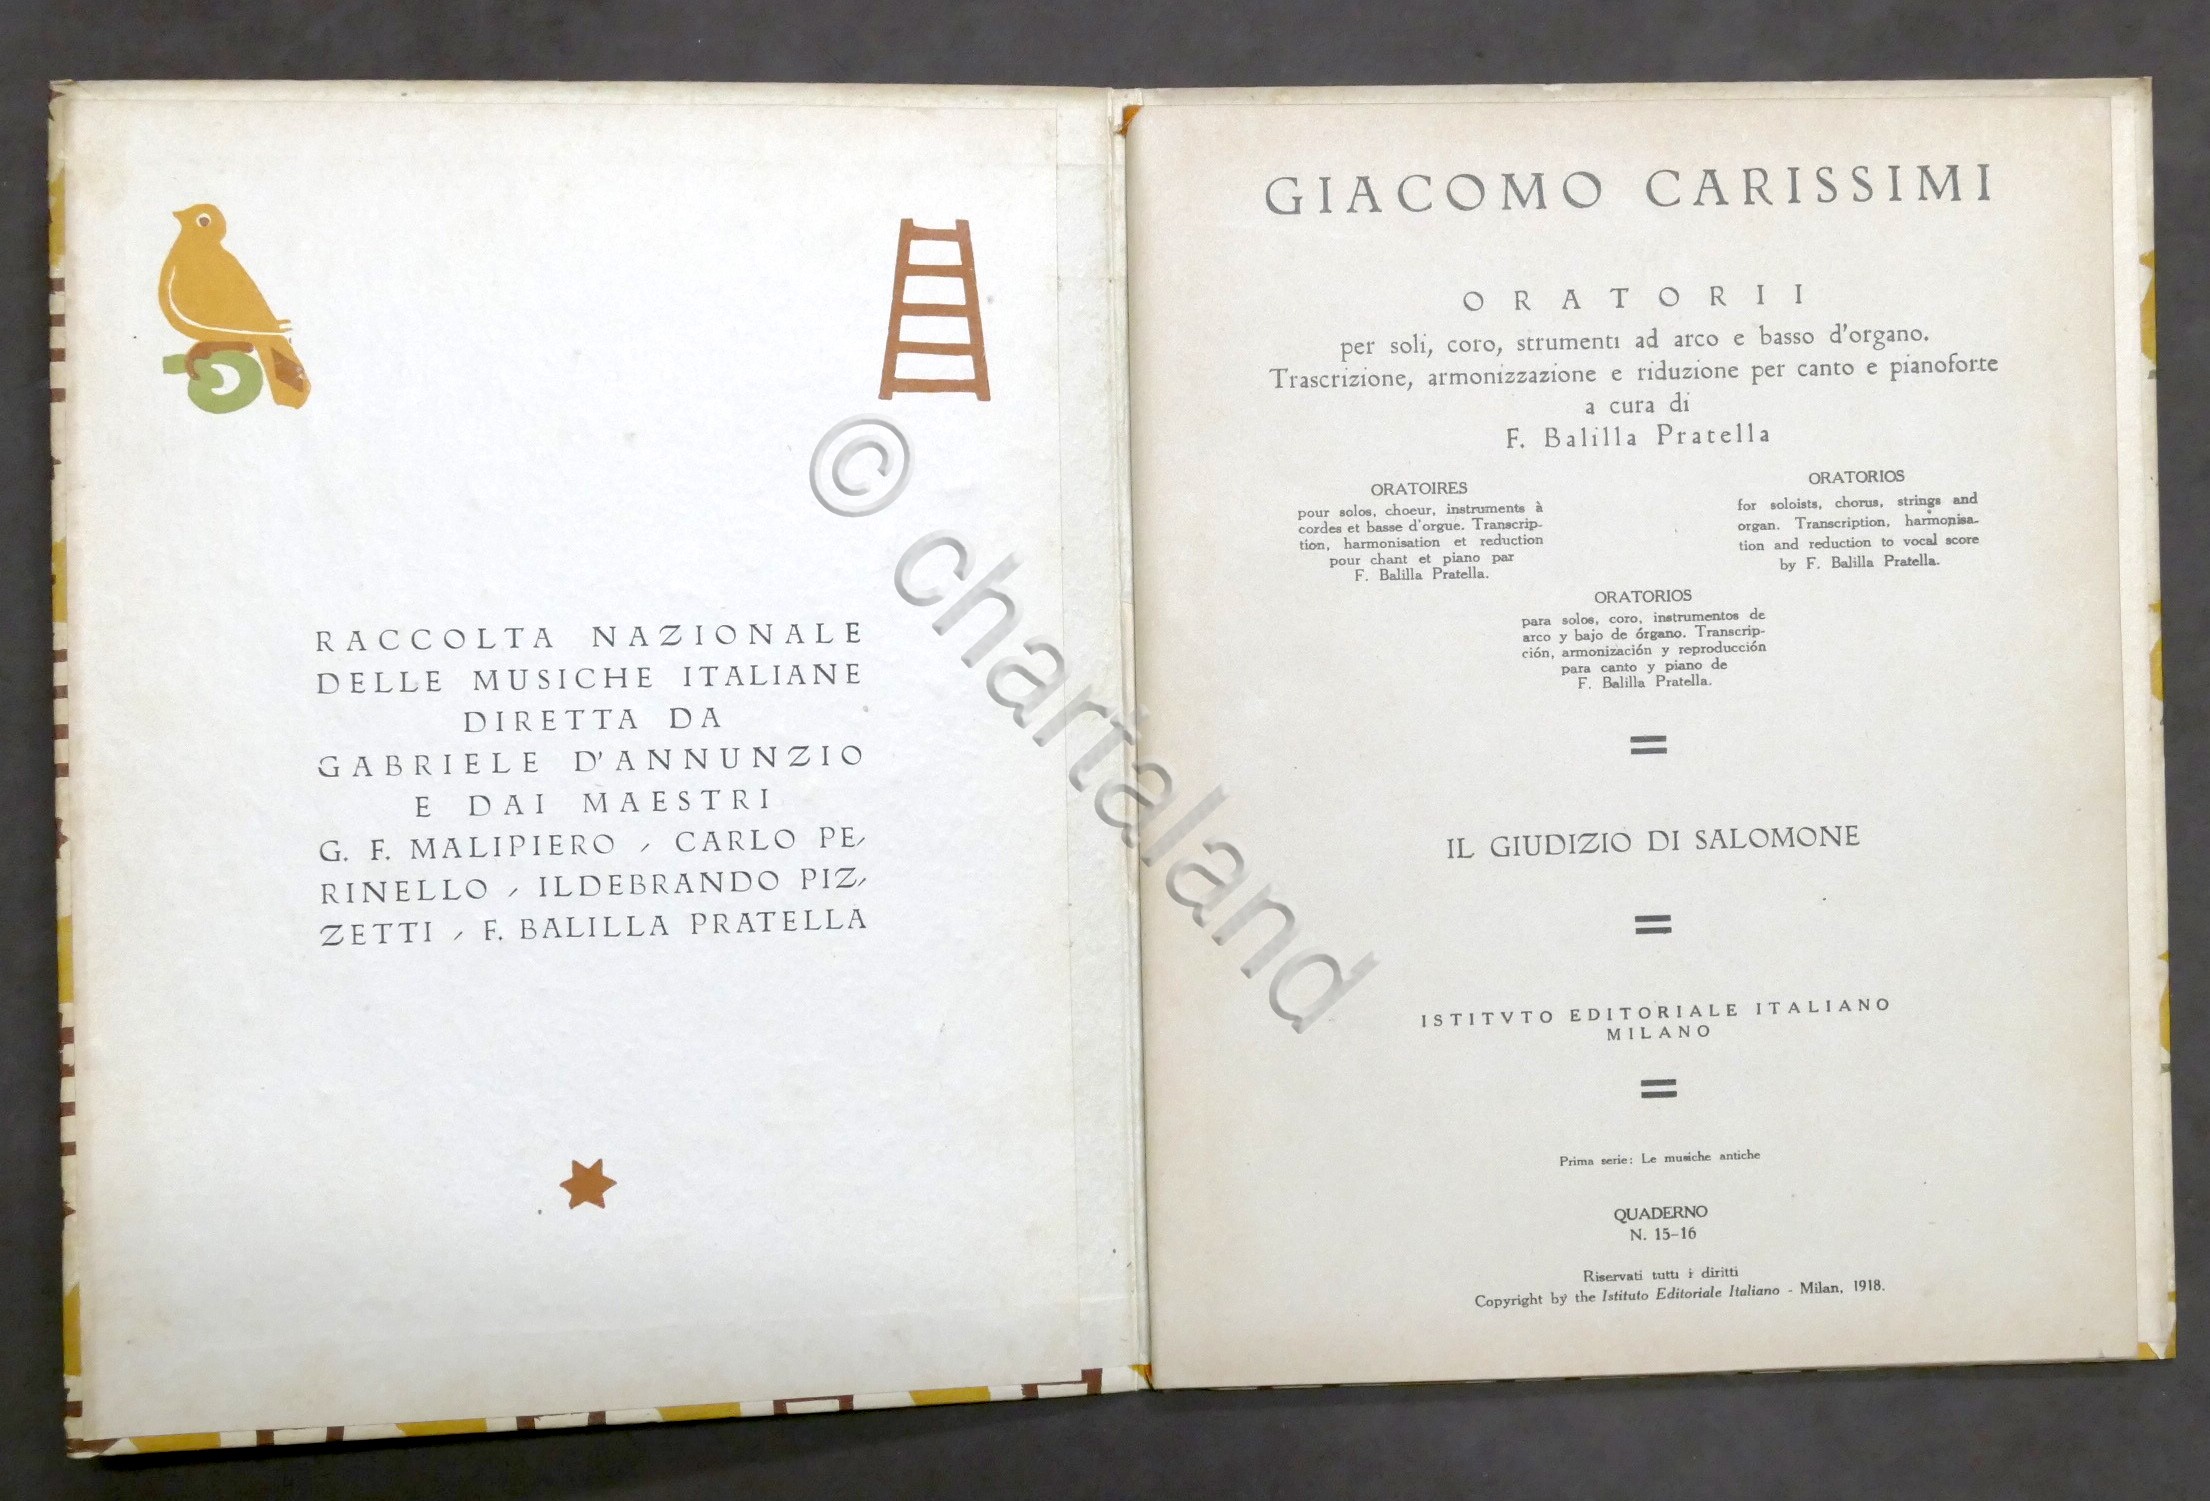 RACCOLTA NAZIONALE
DELLE MUSICHE ITALIANE
DIRETTA DA
GABRIELE D'ANNUNZIO
E DAI MAESTRI
G. F. MALIPIERO - CARLO PE-
RINELLO - ILDEBRANDO PIZ-
ZETTI - F. BALILLA PRATELLA
GIACOMO CARISSIMI
ORATORII
per soli, coro, strumenti ad arco e basso d'organo.
Trascrizione, armonizzazione e riduzione per canto e pianoforte
a cura di
F. Balilla Pratella
ORATOIRES
pour solos, choeur, instruments à
cordes et basse d'orgue. Transcrip-
tion, harmonisation et reduction
pour chant et piano par
F. Balilla Pratella.
ORATORIOS
for soloists, chorus, strings and
organ. Transcription, harmonisa-
tion and reduction to vocal score
by F. Balilla Pratella.
ORATORIOS
para solos, coro, instrumentos de
arco y bajo de órgano. Transcrip-
ción, armonización y reproducción
para canto y piano de
F. Balilla Pratella.
IL GIUDIZIO DI SALOMONE
ISTITVTO EDITORIALE ITALIANO
MILANO
Prima serie: Le musiche antiche
QUADERNO
N. 15-16
Riservati tutti i diritti
Copyright by the Istituto Editoriale Italiano - Milan, 1918.
© chartaland